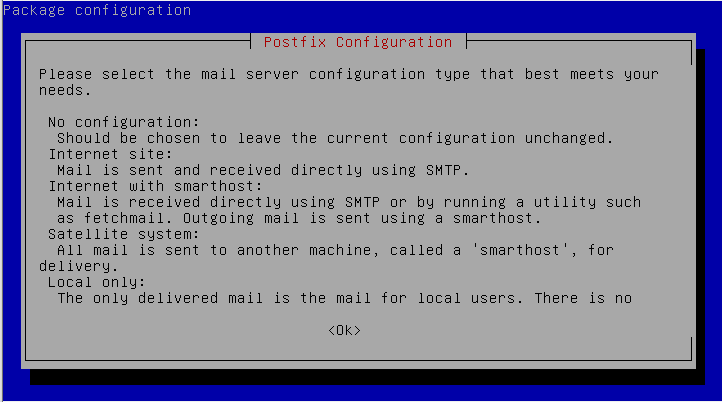 Package configuration
Postfix Configuration
Please select the mail server configuration type that best meets your
needs.
No configuration:
Should be chosen to leave the current configuration unchanged.
Internet site:
Mail is sent and received directly using SMTP.
Internet with smarthost:
Mail is received directly using SMTP or by running a utility such
as fetchmail. Outgoing mail is sent using a smarthost.
Satellite system:
All mail is sent to another machine, called a 'smarthost', for
delivery.
Local only:
The only delivered mail is the mail for local users. There is no
<Ok>